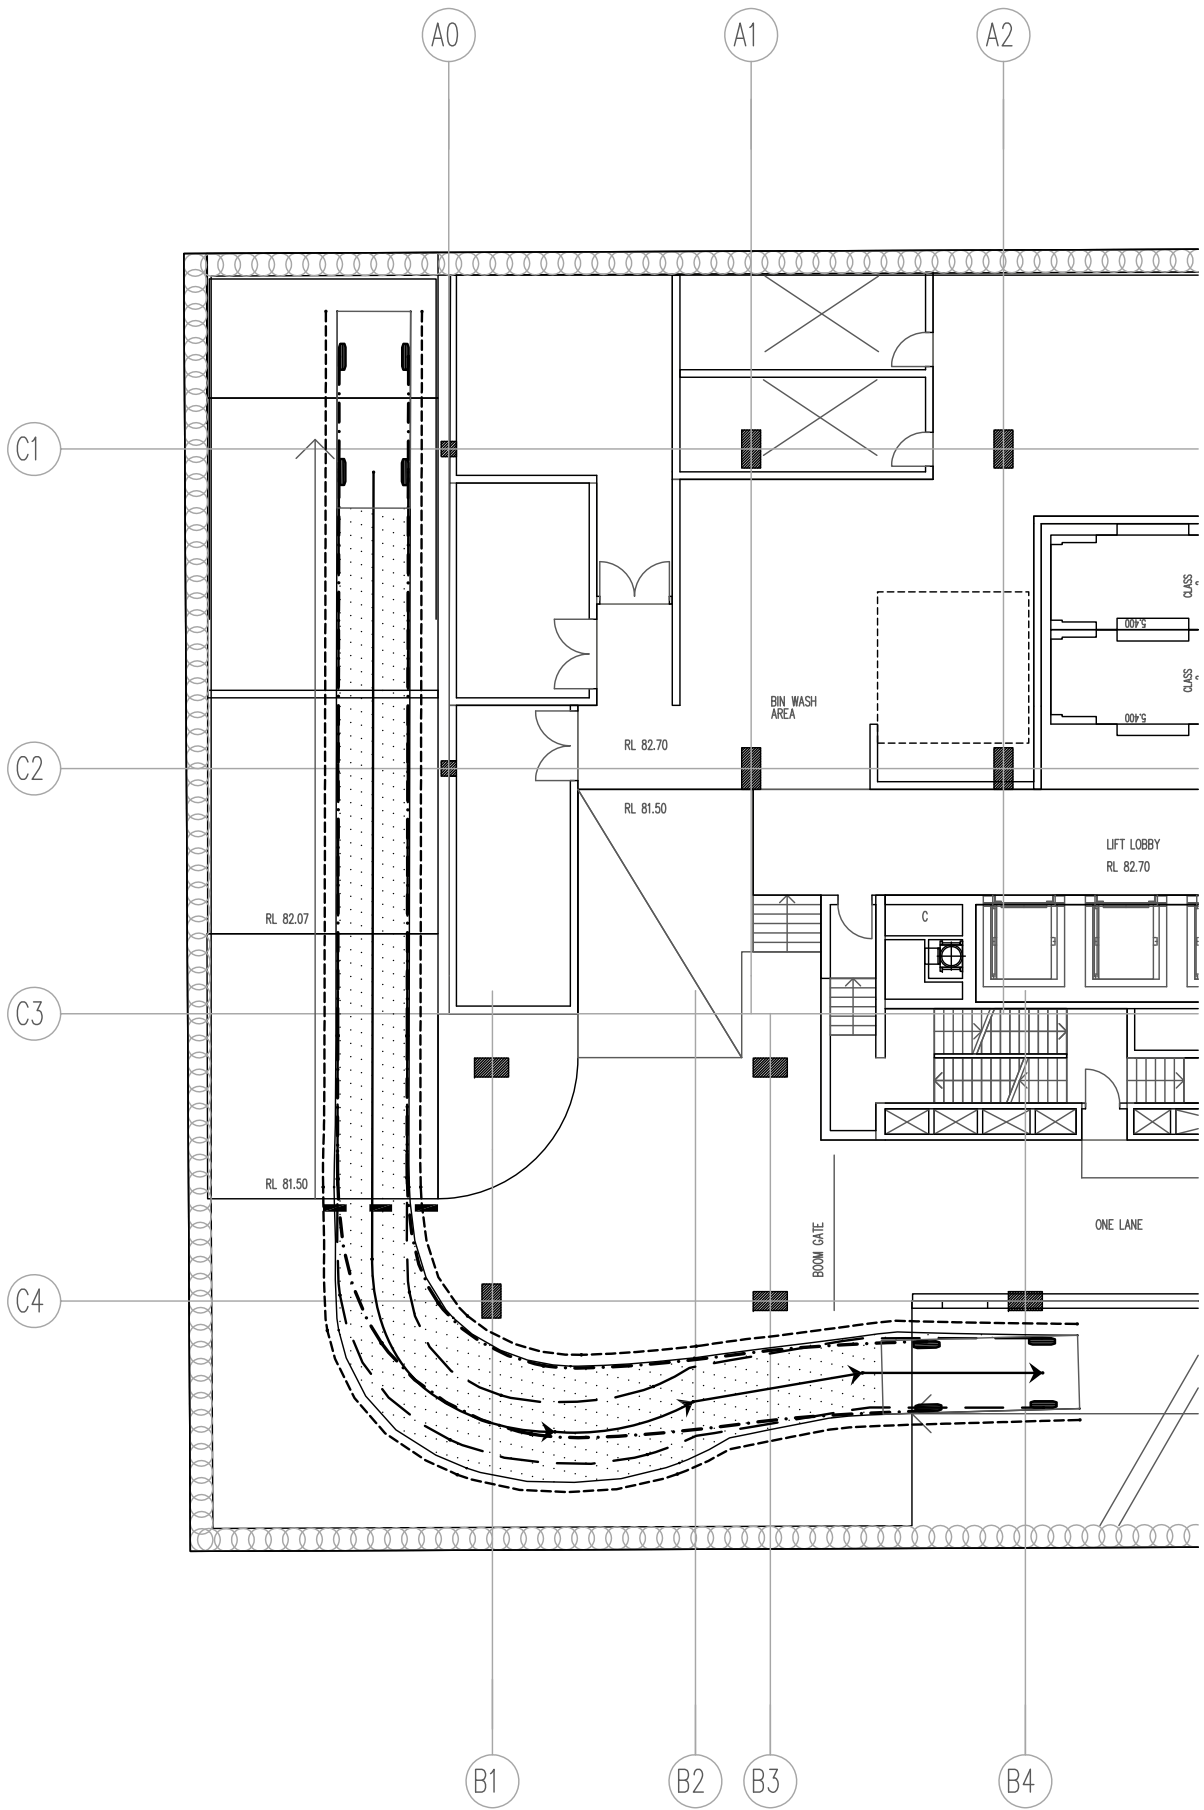 A0
A1
A2
C1
CLASS
5.400
CLASS
BIN WASH
AREA
5.400
RL 82.70
C2
RL 81.50
LIFT LOBBY
RL 82.70
RL 82.07
C
C3
RL 81.50
BOOM GATE
ONE LANE
C4
B1
B2
B3
B4